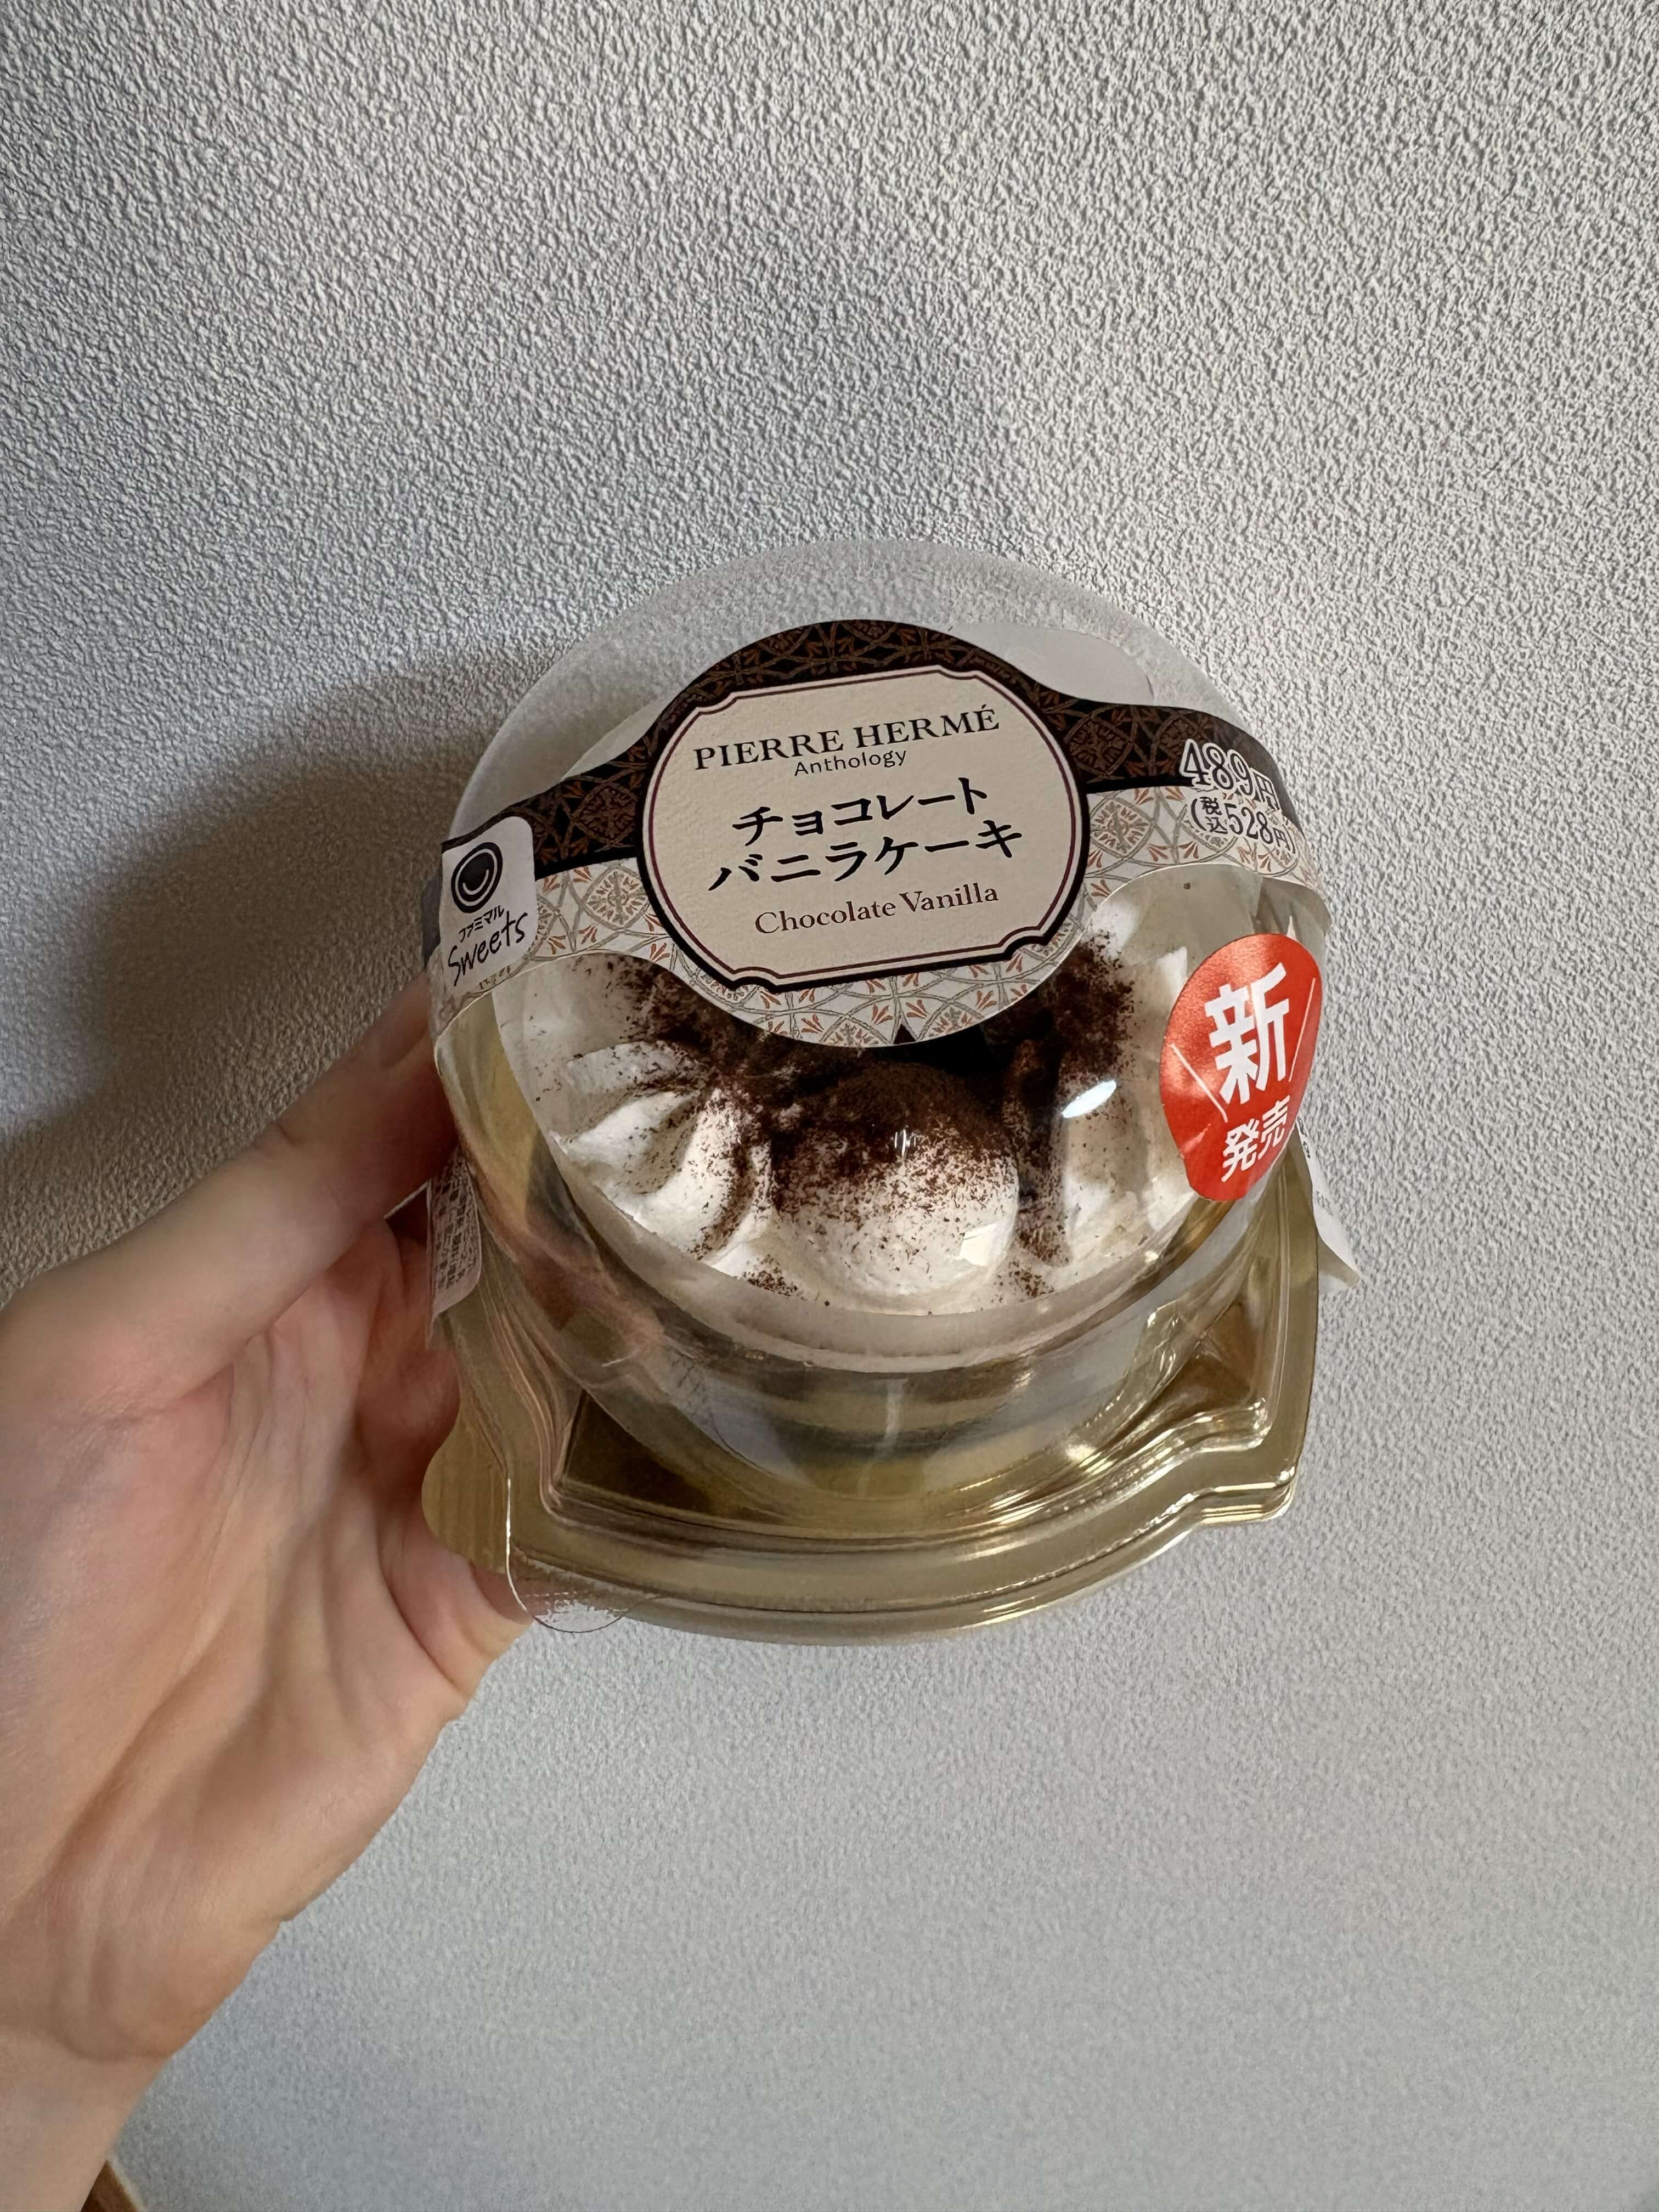 PIERRE HERMÉ
Anthology
チョコレート
バニラケーキ
Chocolate Vanilla
ファミマル
Sweets
489円
(税込528円)
新
発売